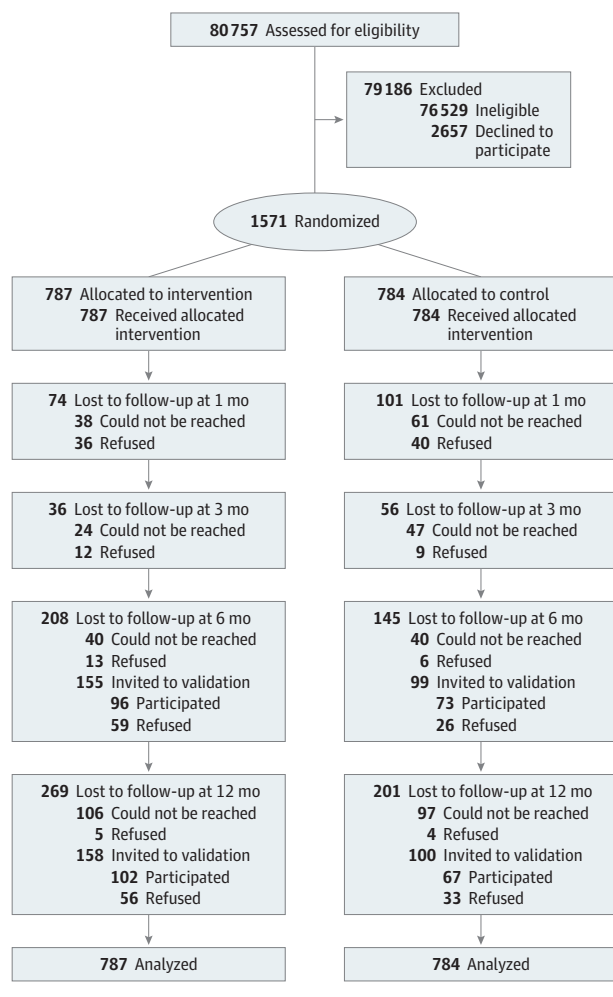 80 757 Assessed for eligibility
79 186 Excluded
76 529 Ineligible
2657 Declined to
participate
1571 Randomized
787 Allocated to intervention
787 Received allocated
intervention
784 Allocated to control
784 Received allocated
intervention
74 Lost to follow-up at 1 mo
38 Could not be reached
36 Refused
101 Lost to follow-up at 1 mo
61 Could not be reached
40 Refused
36 Lost to follow-up at 3 mo
24 Could not be reached
12 Refused
56 Lost to follow-up at 3 mo
47 Could not be reached
9 Refused
208 Lost to follow-up at 6 mo
40 Could not be reached
13 Refused
155 Invited to validation
96 Participated
59 Refused
145 Lost to follow-up at 6 mo
40 Could not be reached
6 Refused
99 Invited to validation
73 Participated
26 Refused
269 Lost to follow-up at 12 mo
106 Could not be reached
5 Refused
158 Invited to validation
102 Participated
56 Refused
201 Lost to follow-up at 12 mo
97 Could not be reached
4 Refused
100 Invited to validation
67 Participated
33 Refused
787 Analyzed
784 Analyzed